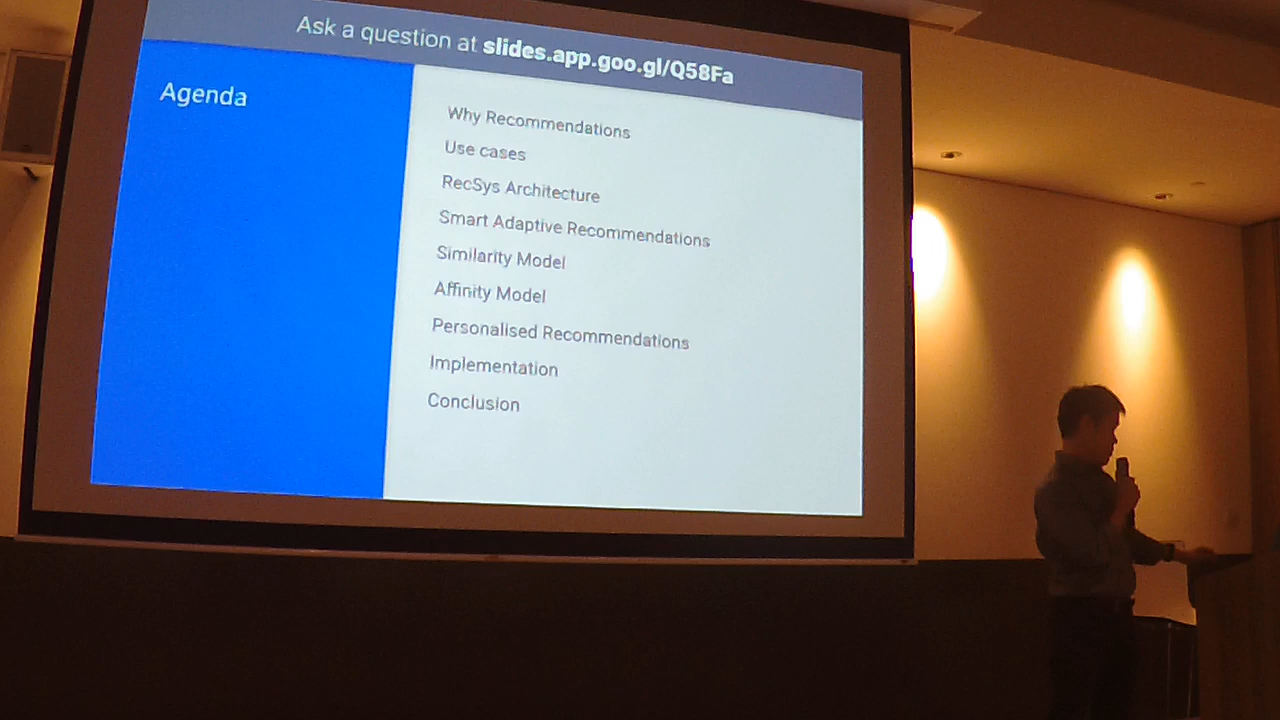 Ask a question at slides.app.goo.gl/Q58Fa
Agenda
Why Recommendations
Use cases
RecSys Architecture
Smart Adaptive Recommendations
Similarity Model
Affinity Model
Personalised Recommendations
Implementation
Conclusion